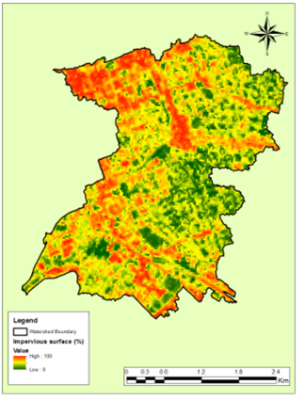 N
W
E
S
Legend
Watershed Boundary
Impervious surface (%)
Value
High : 100
Low : 0
0 0.3 0.6 1.2 1.8 2.4
Km